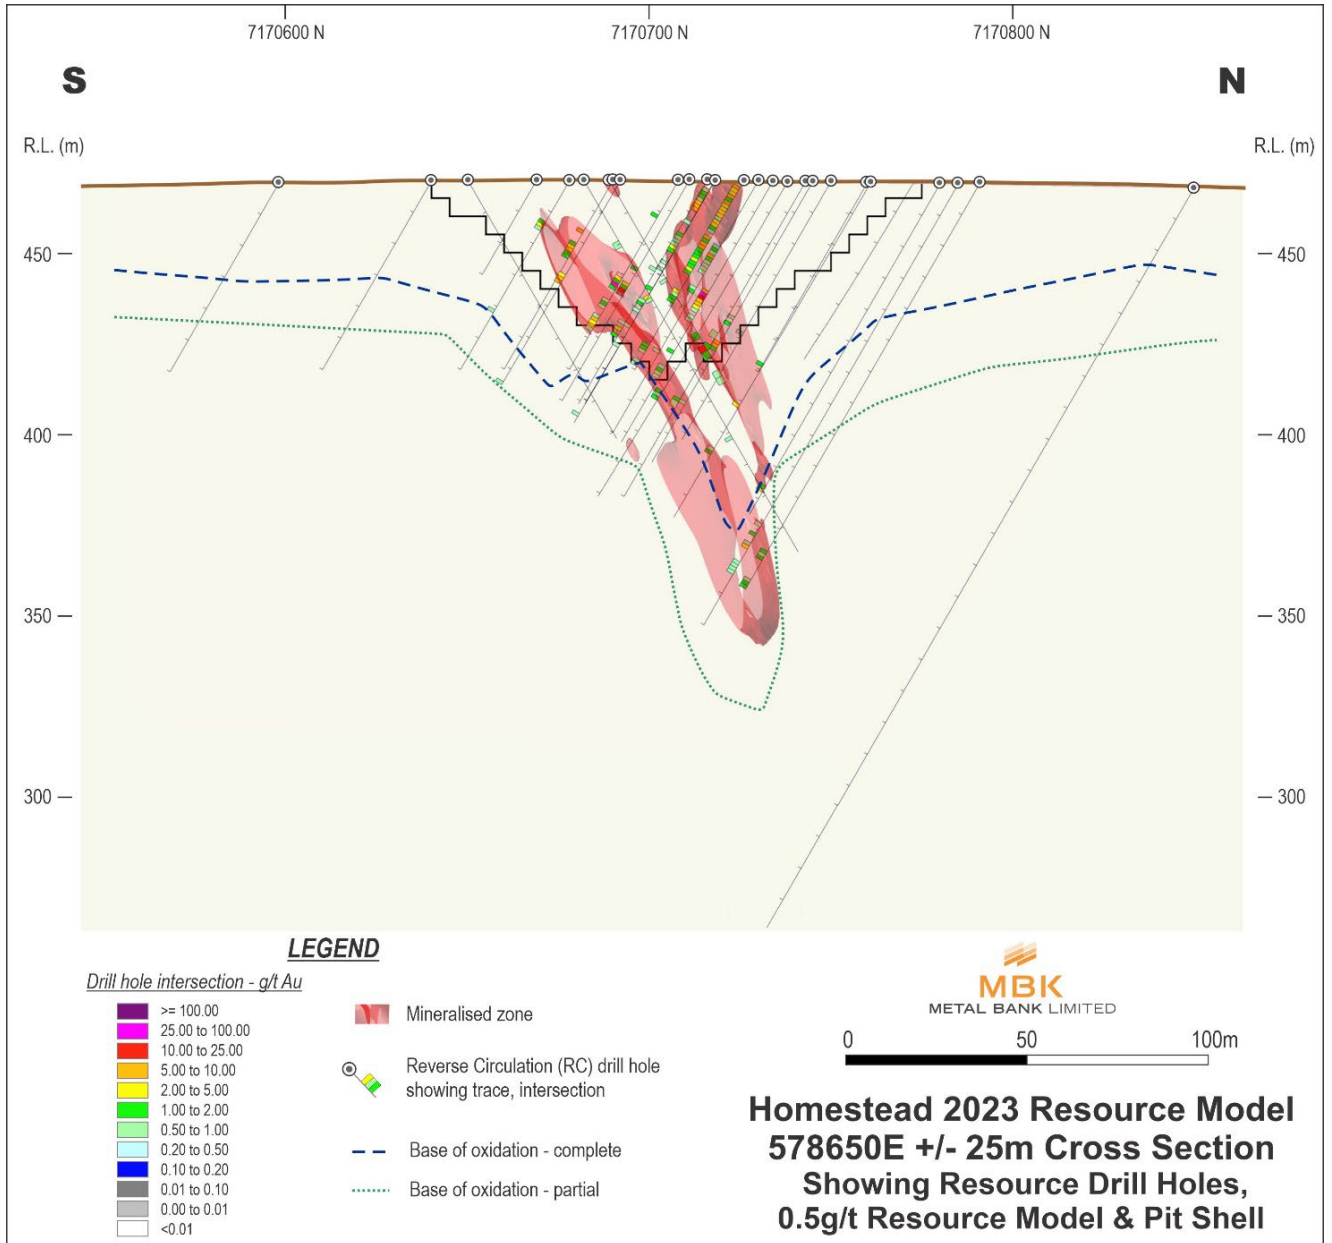 7170600 N 7170700 N 7170800 N
S N
R.L. (m) R.L. (m)
450 450
400 400
350 350
300 300
LEGEND
Drill hole intersection - g/t Au
>= 100.00
25.00 to 100.00
10.00 to 25.00
5.00 to 10.00
2.00 to 5.00
1.00 to 2.00
0.50 to 1.00
0.20 to 0.50
0.10 to 0.20
0.01 to 0.10
0.00 to 0.01
<0.01
Mineralised zone
Reverse Circulation (RC) drill hole
showing trace, intersection
Base of oxidation - complete
Base of oxidation - partial
MBK
METAL BANK LIMITED
0 50 100m
Homestead 2023 Resource Model
578650E +/- 25m Cross Section
Showing Resource Drill Holes,
0.5g/t Resource Model & Pit Shell